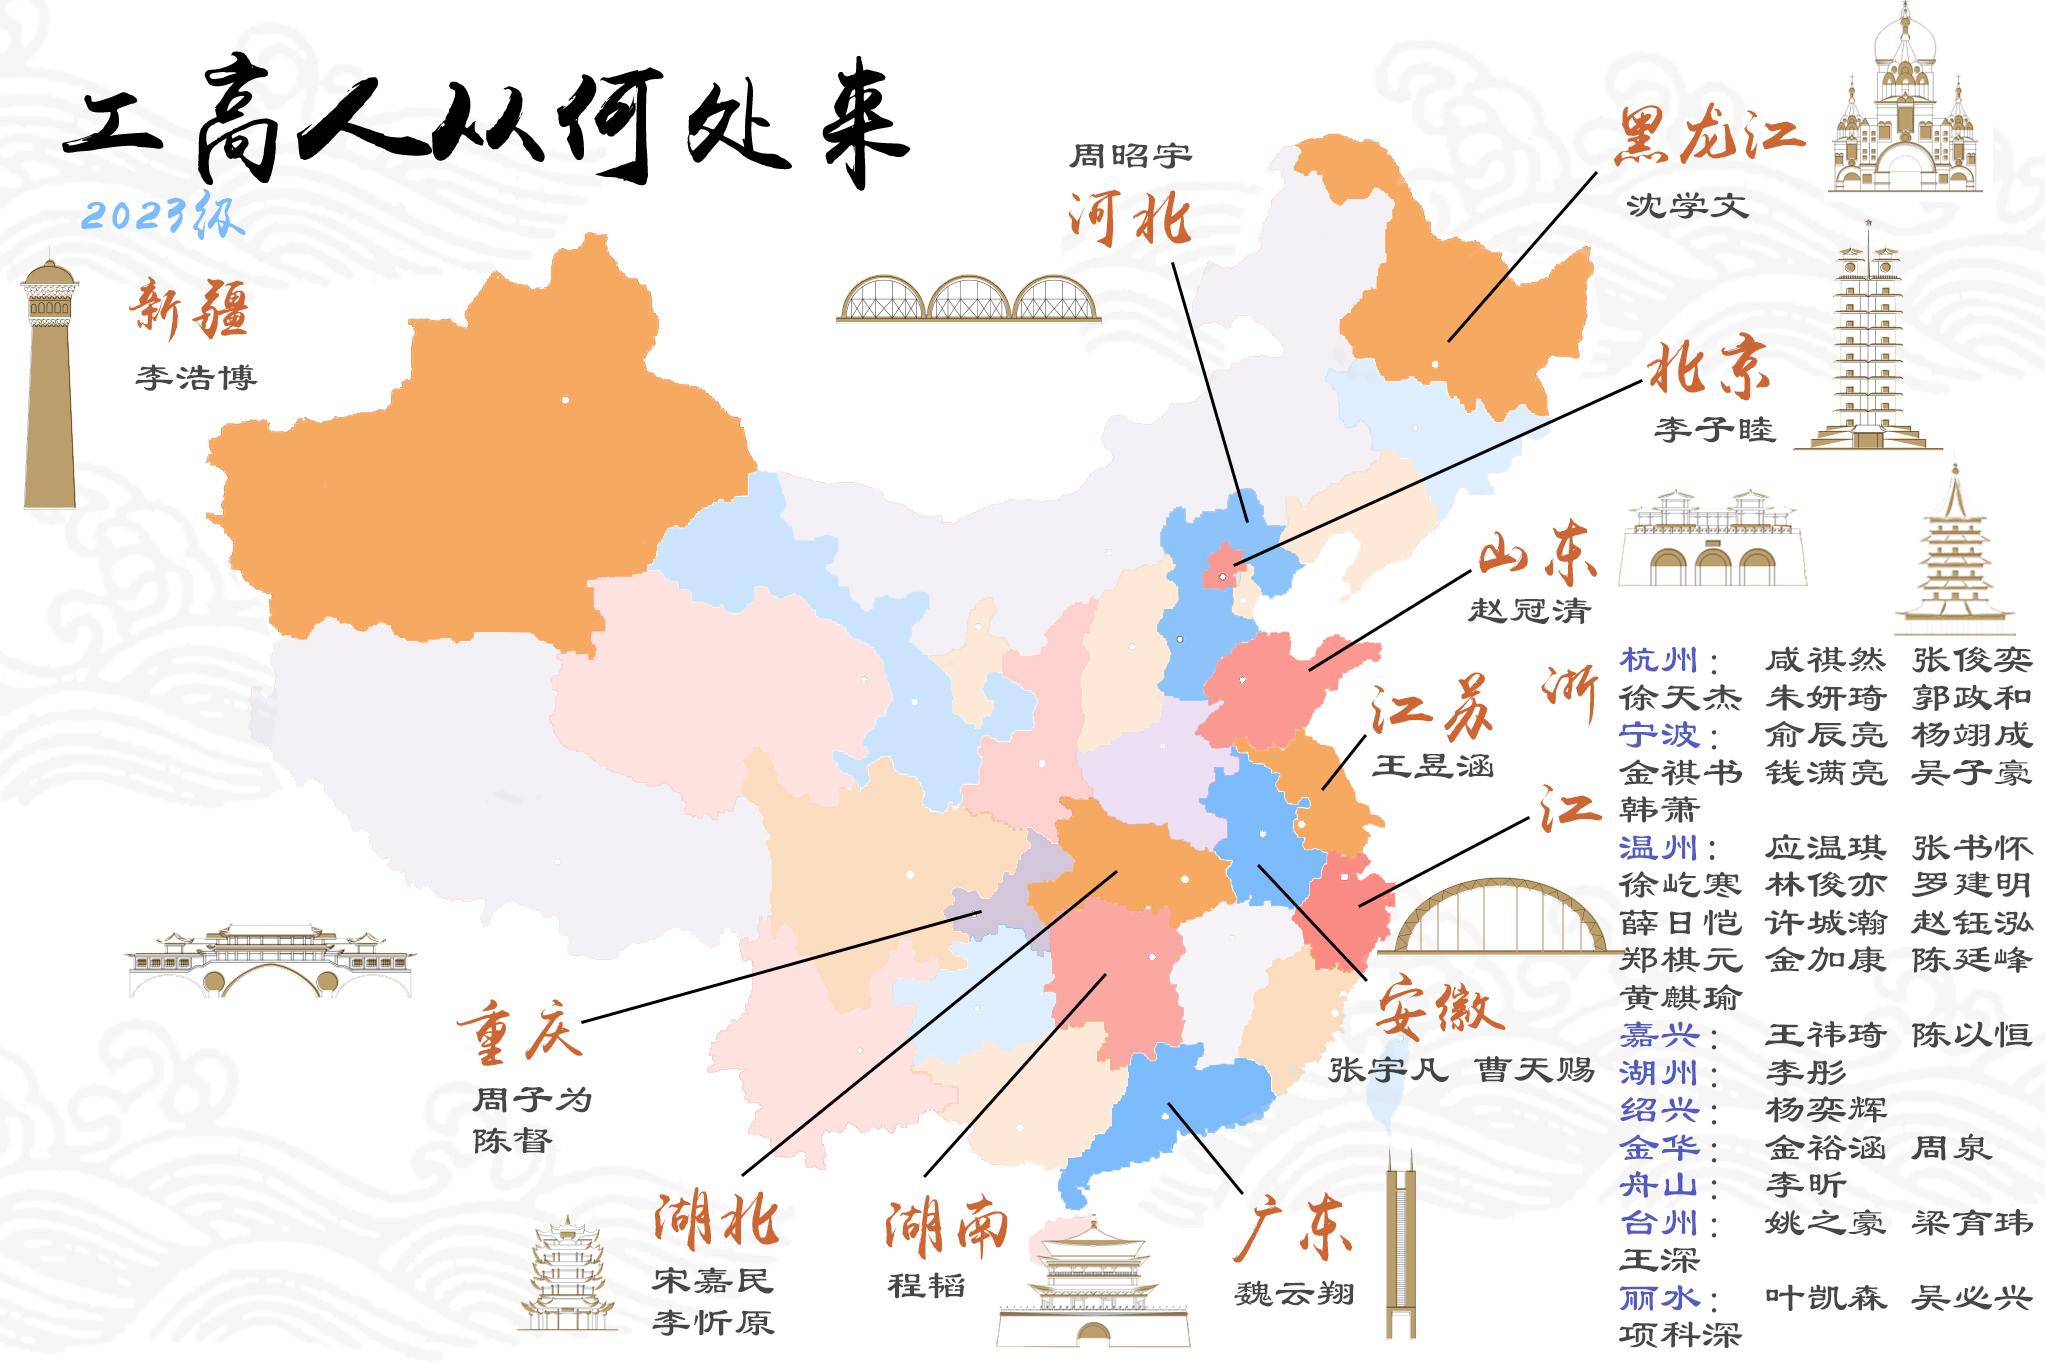 工高人从何处来
2023级
新疆
李浩博
周昭宇
河北
黑龙江
沈学文
北京
李子睦
山东
赵冠清
江苏
王昱涵
浙江
杭州： 咸祺然 张俊奕
徐天杰 朱妍琦 郭政和
宁波： 俞辰亮 杨翊成
金祺书 钱满亮 吴子豪
韩萧
温州： 应温琪 张书怀
徐屹寒 林俊亦 罗建明
薛日恺 许城瀚 赵钰泓
郑棋元 金加康 陈廷峰
黄麒瑜
嘉兴： 王祎琦 陈以恒
湖州： 李彤
绍兴： 杨奕辉
金华： 金裕涵 周泉
舟山： 李昕
台州： 姚之豪 梁育玮
王深
丽水： 叶凯森 吴必兴
项科深
安徽
张宇凡 曹天赐
重庆
周子为
陈督
湖北
宋嘉民
李忻原
湖南
程韬
广东
魏云翔